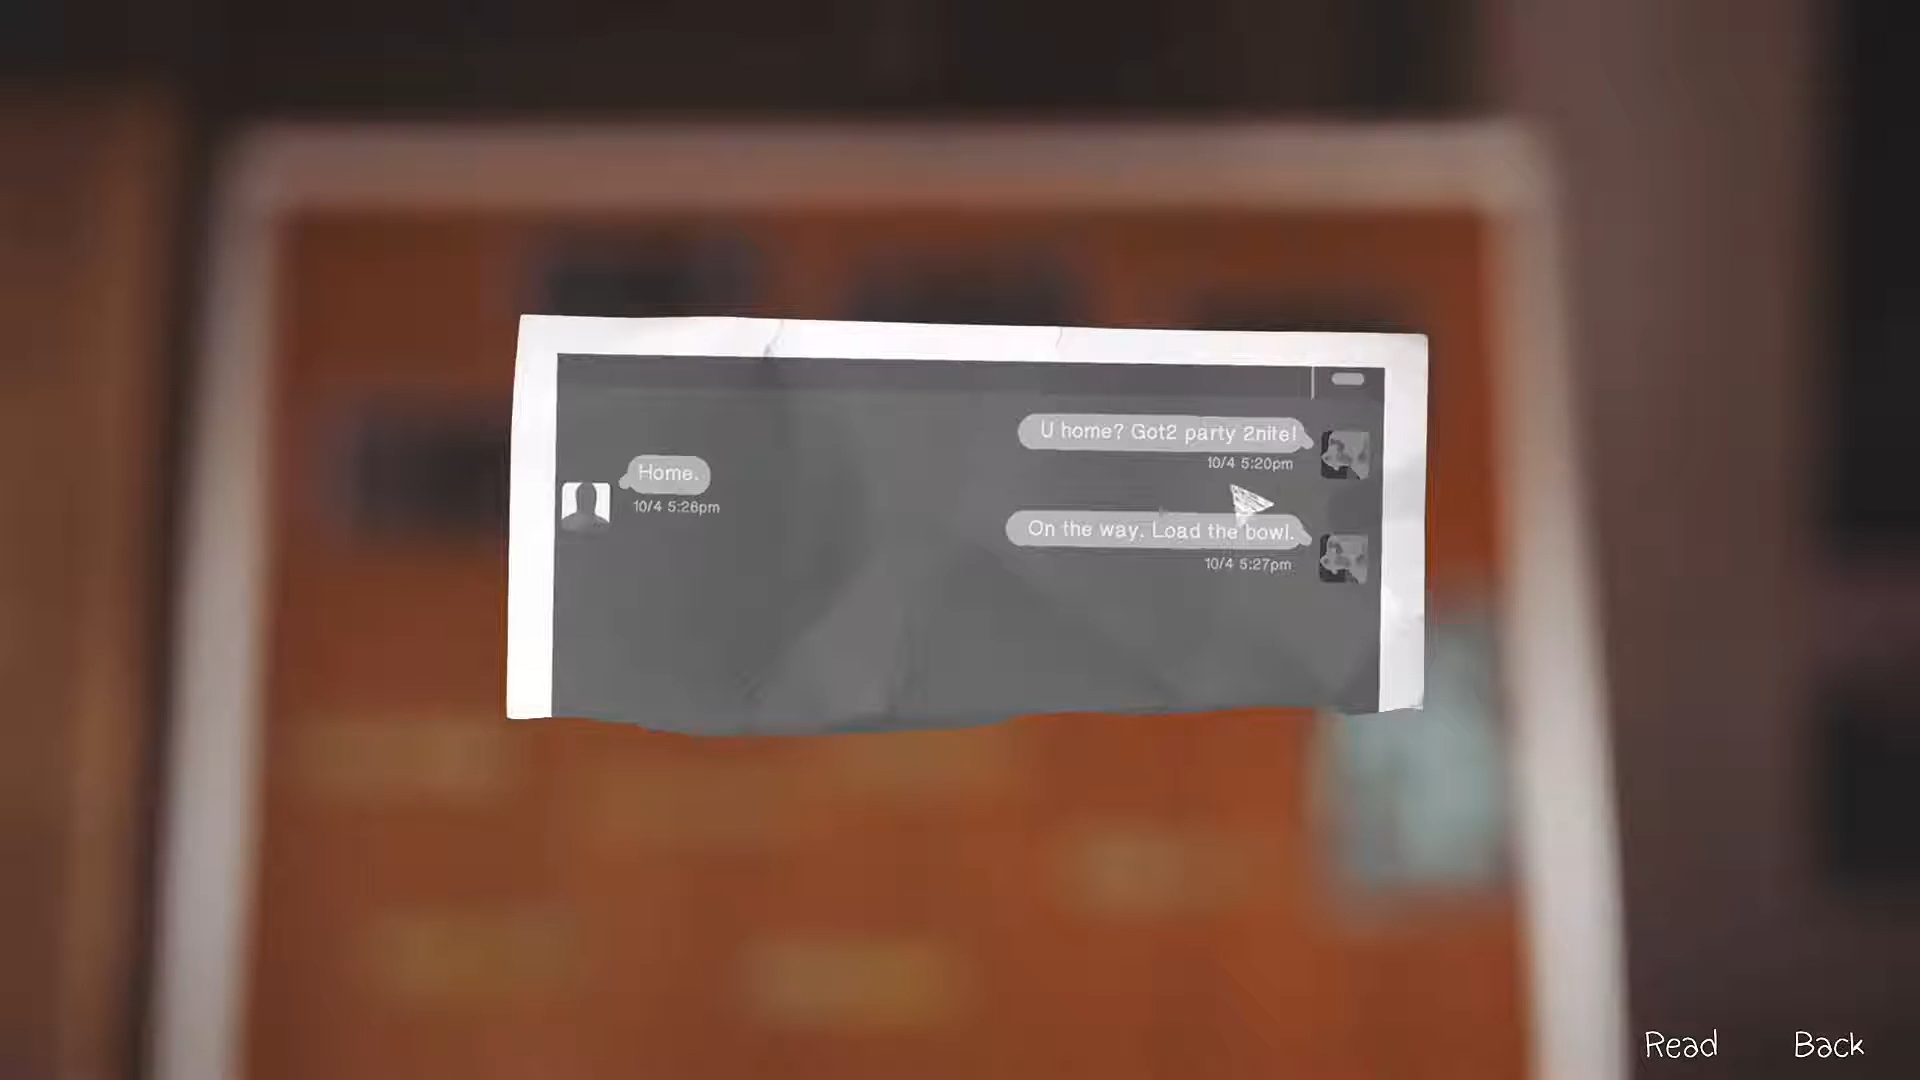 U home? Got2 party 2nite!
10/4 5:20pm
Home.
10/4 5:26pm
On the way. Load the bowl.
10/4 5:27pm
Read
Back